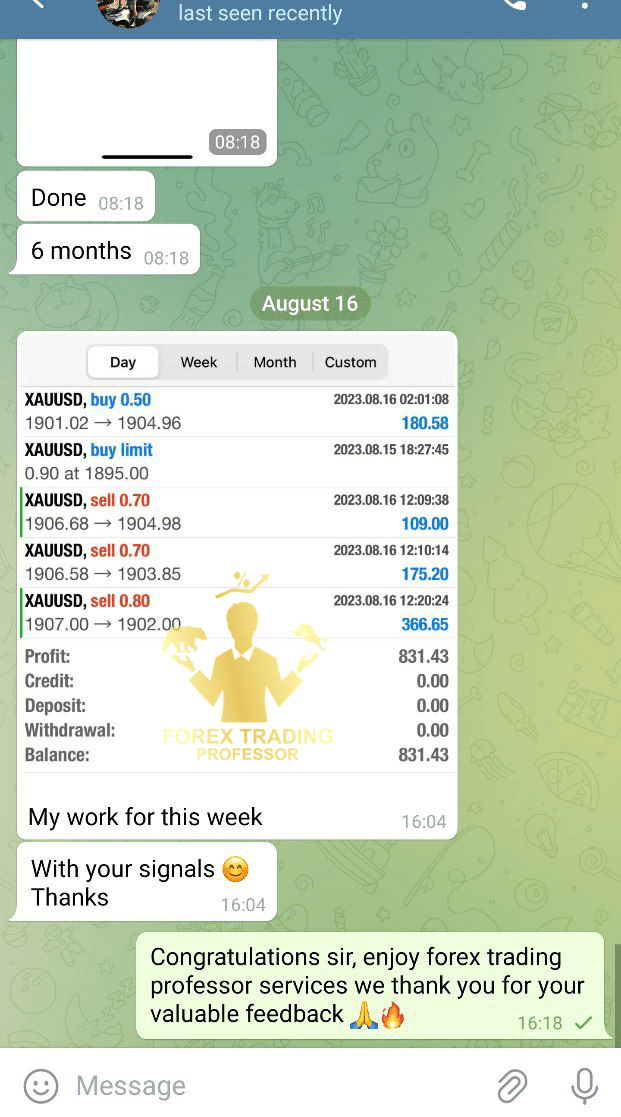 last seen recently
08:18
Done 08:18
6 months 08:18
August 16
Day Week Month Custom
XAUUSD, buy 0.50 2023.08.16 02:01:08
1901.02 → 1904.96 180.58
XAUUSD, buy limit 2023.08.15 18:27:45
0.90 at 1895.00
XAUUSD, sell 0.70 2023.08.16 12:09:38
1906.68 → 1904.98 109.00
XAUUSD, sell 0.70 2023.08.16 12:10:14
1906.58 → 1903.85 175.20
XAUUSD, sell 0.80 2023.08.16 12:20:24
1907.00 → 1902.00 366.65
Profit: 831.43
Credit: 0.00
Deposit: 0.00
Withdrawal: 0.00
Balance: 831.43
FOREX TRADING
PROFESSOR
My work for this week 16:04
With your signals 😊
Thanks 16:04
Congratulations sir, enjoy forex trading
professor services we thank you for your
valuable feedback 🙏🔥 16:18
Message